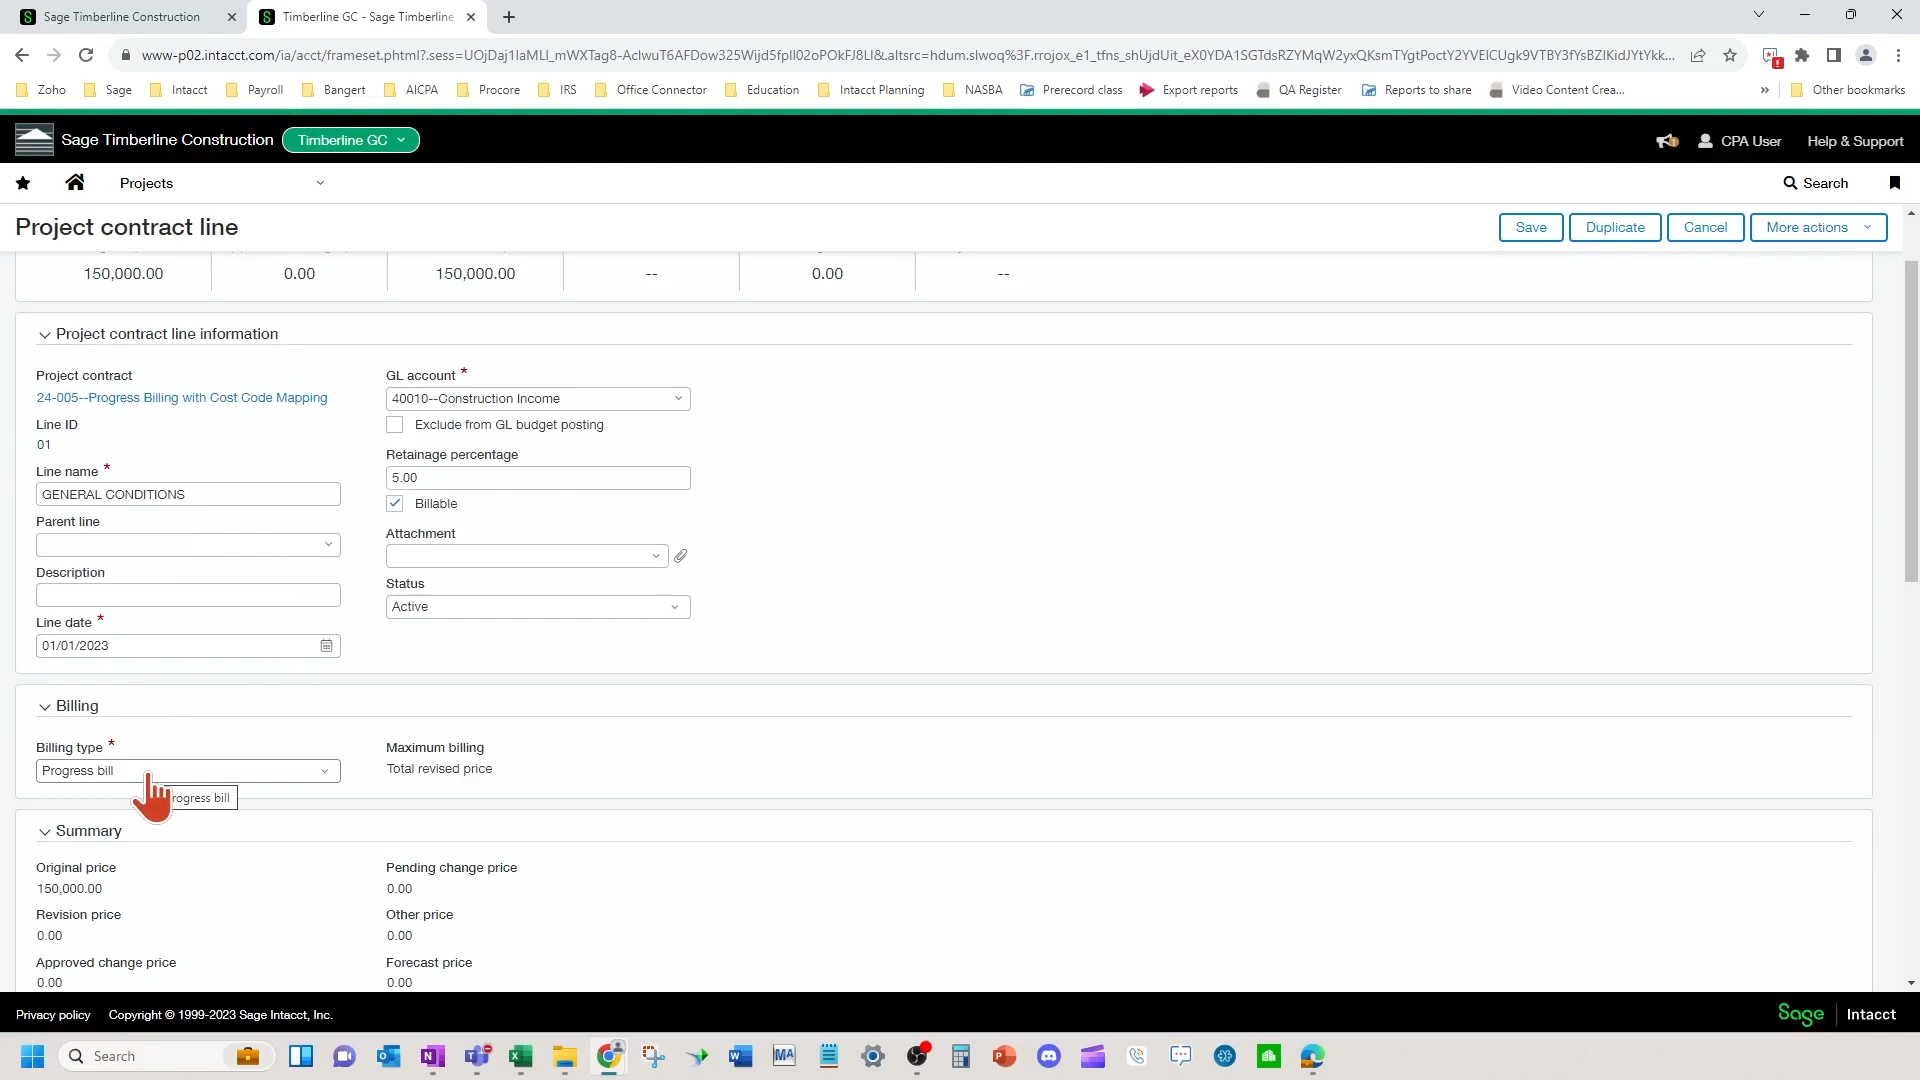 Sage Timberline Construction
Timberline GC - Sage Timberline
www-p02.intacct.com/ia/acct/frameset.phtml?.sess=
Zoho Sage Intacct Payroll Bangert AICPA Procore IRS Office Connector Education Intacct Planning NASBA Prerecord class Export reports QA Register Reports to share Video Content Crea... » Other bookmarks
Sage Timberline Construction Timberline GC CPA User Help & Support
Projects Search
Project contract line Save Duplicate Cancel More actions
150,000.00 0.00 150,000.00 -- 0.00 --
Project contract line information
Project contract
24-005--Progress Billing with Cost Code Mapping
Line ID
01
Line name *
GENERAL CONDITIONS
Parent line
Description
Line date *
01/01/2023
GL account *
40010--Construction Income
Exclude from GL budget posting
Retainage percentage
5.00
Billable
Attachment
Status
Active
Billing
Billing type *
Progress bill
rogress bill
Maximum billing
Total revised price
Summary
Original price
150,000.00
Revision price
0.00
Approved change price
0.00
Pending change price
0.00
Other price
0.00
Forecast price
0.00
Privacy policy Copyright © 1999-2023 Sage Intacct, Inc. Sage Intacct
Search